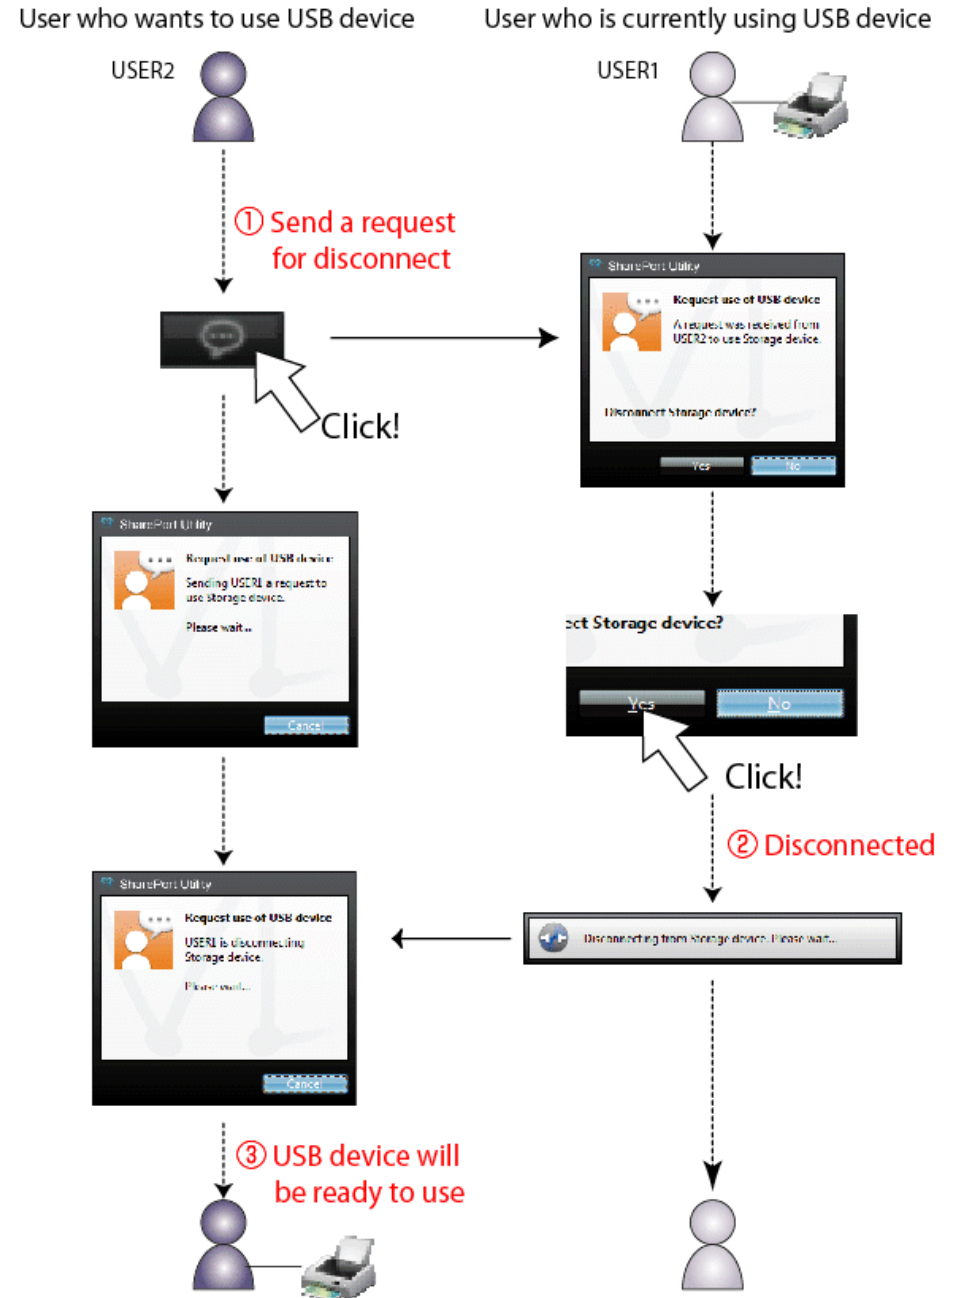 User who wants to use USB device
User who is currently using USB device
USER2
USER1
① Send a request
for disconnect
SharePort Utility
Request use of USB device
A request was received from
USER2 to use Storage device.
Disconnect Storage device?
Yes
No
Click!
SharePort Utility
Request use of USB device
Sending USER1 a request to
use Storage device.
Please wait...
Cancel
ect Storage device?
Yes
No
Click!
② Disconnected
SharePort Utility
Request use of USB device
USER1 is disconnecting
Storage device.
Please wait...
Cancel
Disconnecting from Storage device. Please wait...
③ USB device will
be ready to use